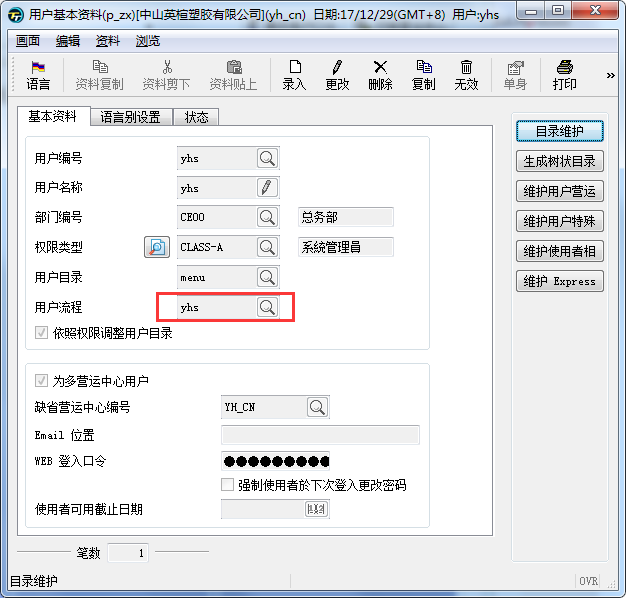 用户基本资料(p_zx)[中山英楦塑胶有限公司](yh_cn) 日期:17/12/29(GMT+8) 用户:yhs
画面 编辑 资料 浏览
语言 资料复制 资料剪下 资料贴上 录入 更改 删除 复制 无效 单身 打印 »
基本资料 语言别设置 状态
用户编号 yhs
用户名称 yhs
部门编号 CE00 总务部
权限类型 CLASS-A 系統管理員
用户目录 menu
用户流程 yhs
依照权限调整用户目录
为多营运中心用户
缺省营运中心编号 YH_CN
Email 位置
WEB 登入口令 ●●●●●●●●●
强制使用者於下次登入更改密码
使用者可用截止日期
目录维护
生成树状目录
维护用户营运
维护用户特殊
维护使用者相
维护 Express
笔数 1
目录维护 OVR